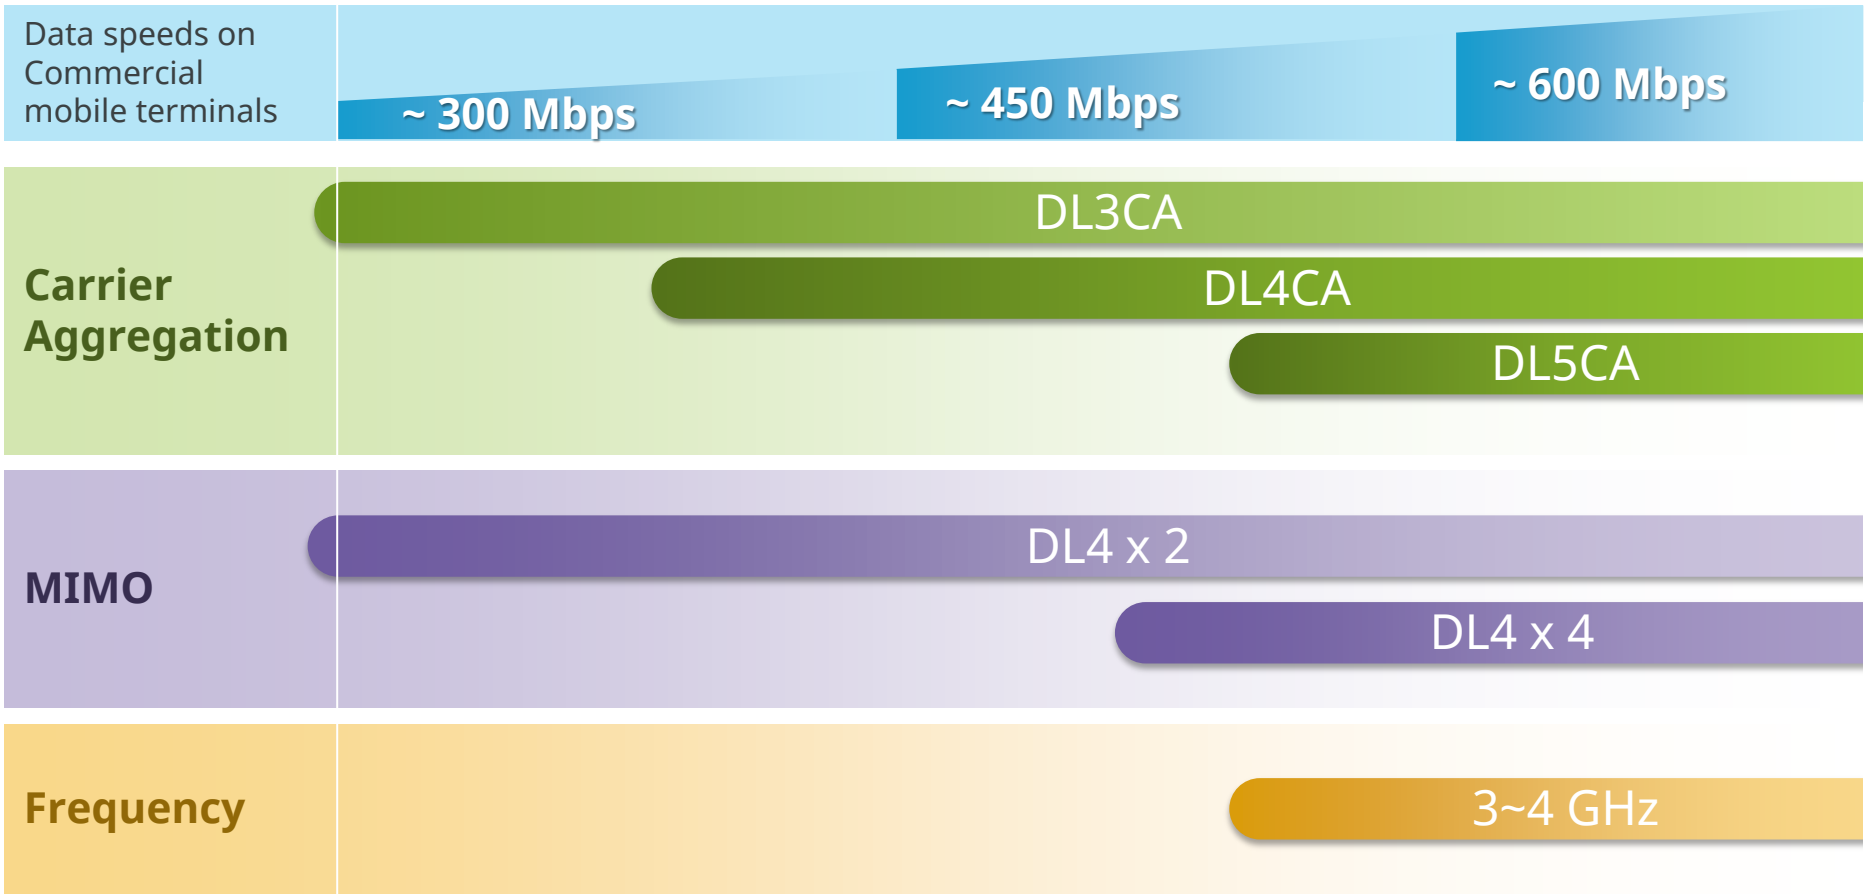 Data speeds on
Commercial
mobile terminals
~ 300 Mbps
~ 450 Mbps
~ 600 Mbps
Carrier
Aggregation
DL3CA
DL4CA
DL5CA
MIMO
DL4 x 2
DL4 x 4
Frequency
3~4 GHz